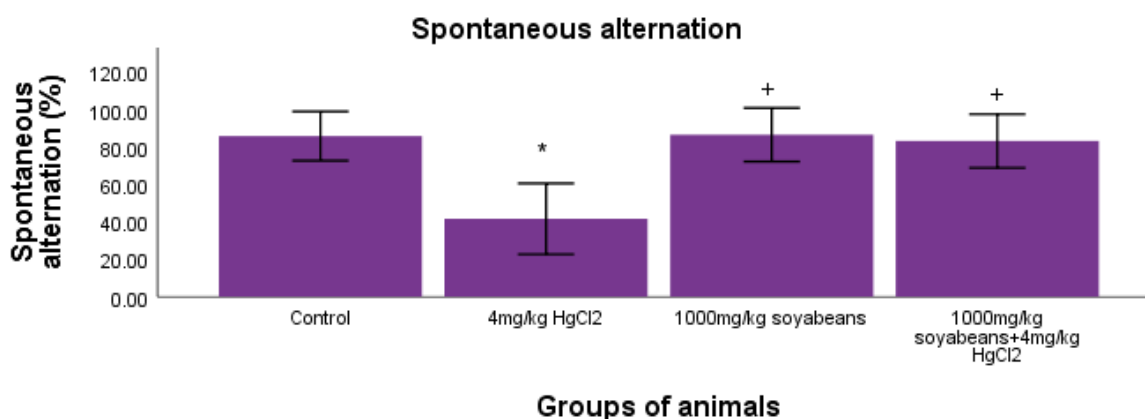 Spontaneous alternation
Spontaneous
alternation (%)
120.00
100.00
80.00
60.00
40.00
20.00
0.00
*
+
+
Control
4mg/kg HgCl2
1000mg/kg soyabeans
1000mg/kg
soyabeans+4mg/kg
HgCl2
Groups of animals